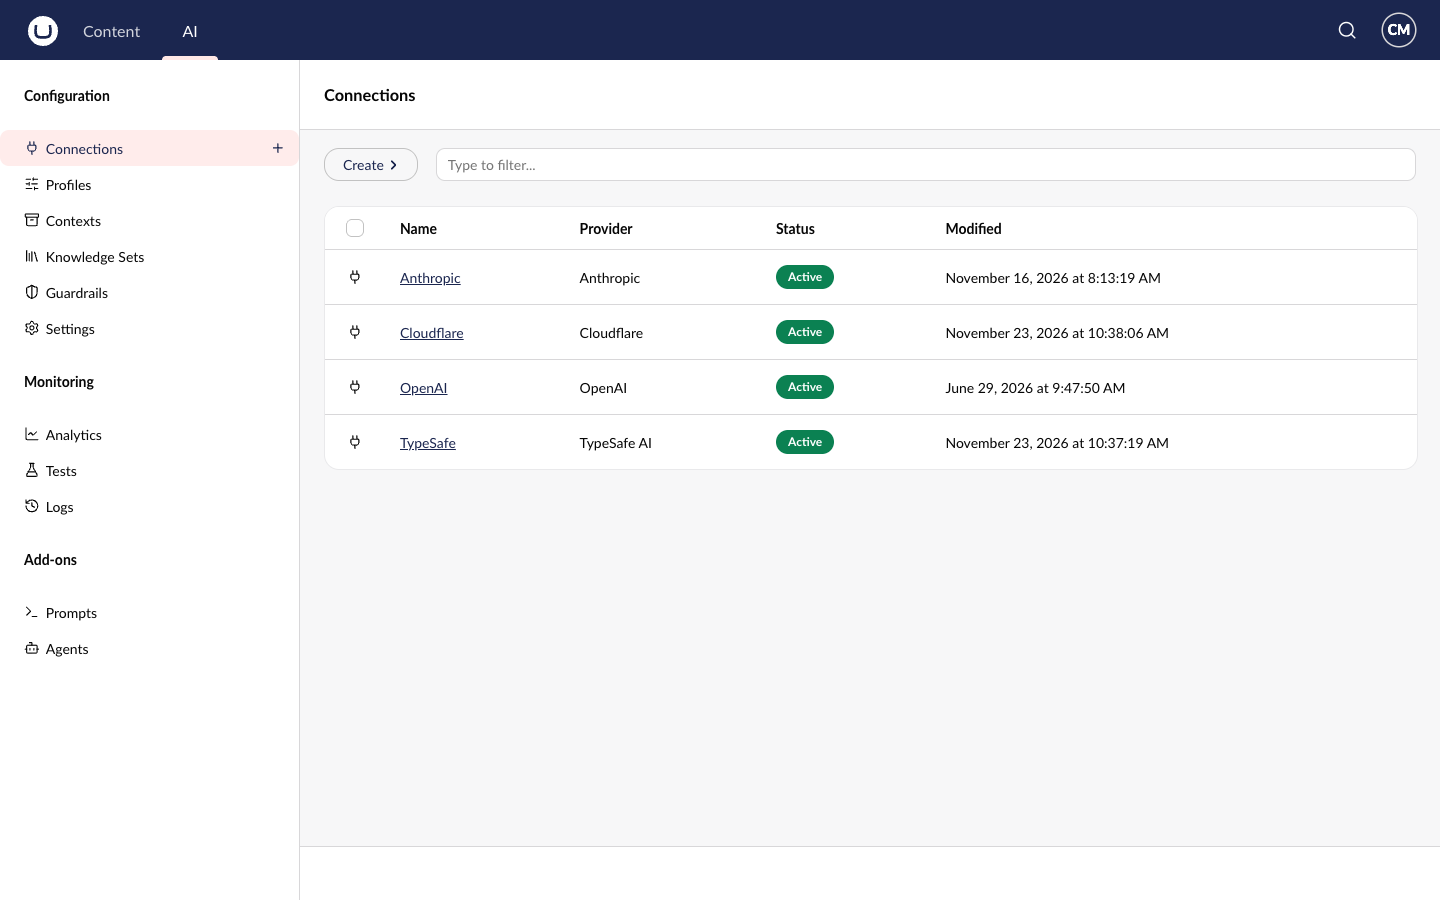 Content AI CM
Configuration
Connections
Profiles
Contexts
Knowledge Sets
Guardrails
Settings
Monitoring
Analytics
Tests
Logs
Add-ons
Prompts
Agents
Connections
Create Type to filter...
Name Provider Status Modified
Anthropic Anthropic Active November 16, 2026 at 8:13:19 AM
Cloudflare Cloudflare Active November 23, 2026 at 10:38:06 AM
OpenAI OpenAI Active June 29, 2026 at 9:47:50 AM
TypeSafe TypeSafe AI Active November 23, 2026 at 10:37:19 AM